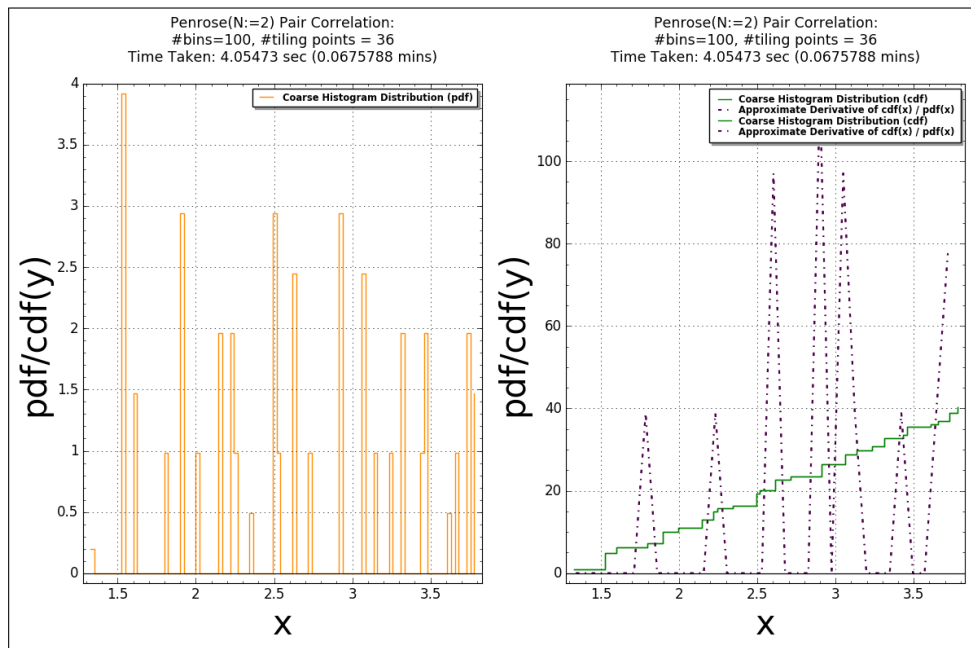 Penrose(N:=2) Pair Correlation:
#bins=100, #tiling points = 36
Time Taken: 4.05473 sec (0.0675788 mins)
Coarse Histogram Distribution (pdf)
pdf/cdf(y)
4
3.5
3
2.5
2
1.5
1
0.5
0
1.5
2
2.5
3
3.5
x
Penrose(N:=2) Pair Correlation:
#bins=100, #tiling points = 36
Time Taken: 4.05473 sec (0.0675788 mins)
Coarse Histogram Distribution (cdf)
Approximate Derivative of cdf(x) / pdf(x)
Coarse Histogram Distribution (cdf)
Approximate Derivative of cdf(x) / pdf(x)
pdf/cdf(y)
100
80
60
40
20
0
1.5
2
2.5
3
3.5
x